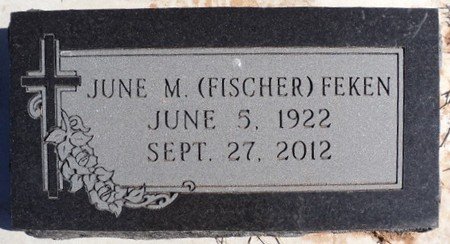 JUNE M. (FISCHER) FEKEN
JUNE 5, 1922
SEPT. 27, 2012